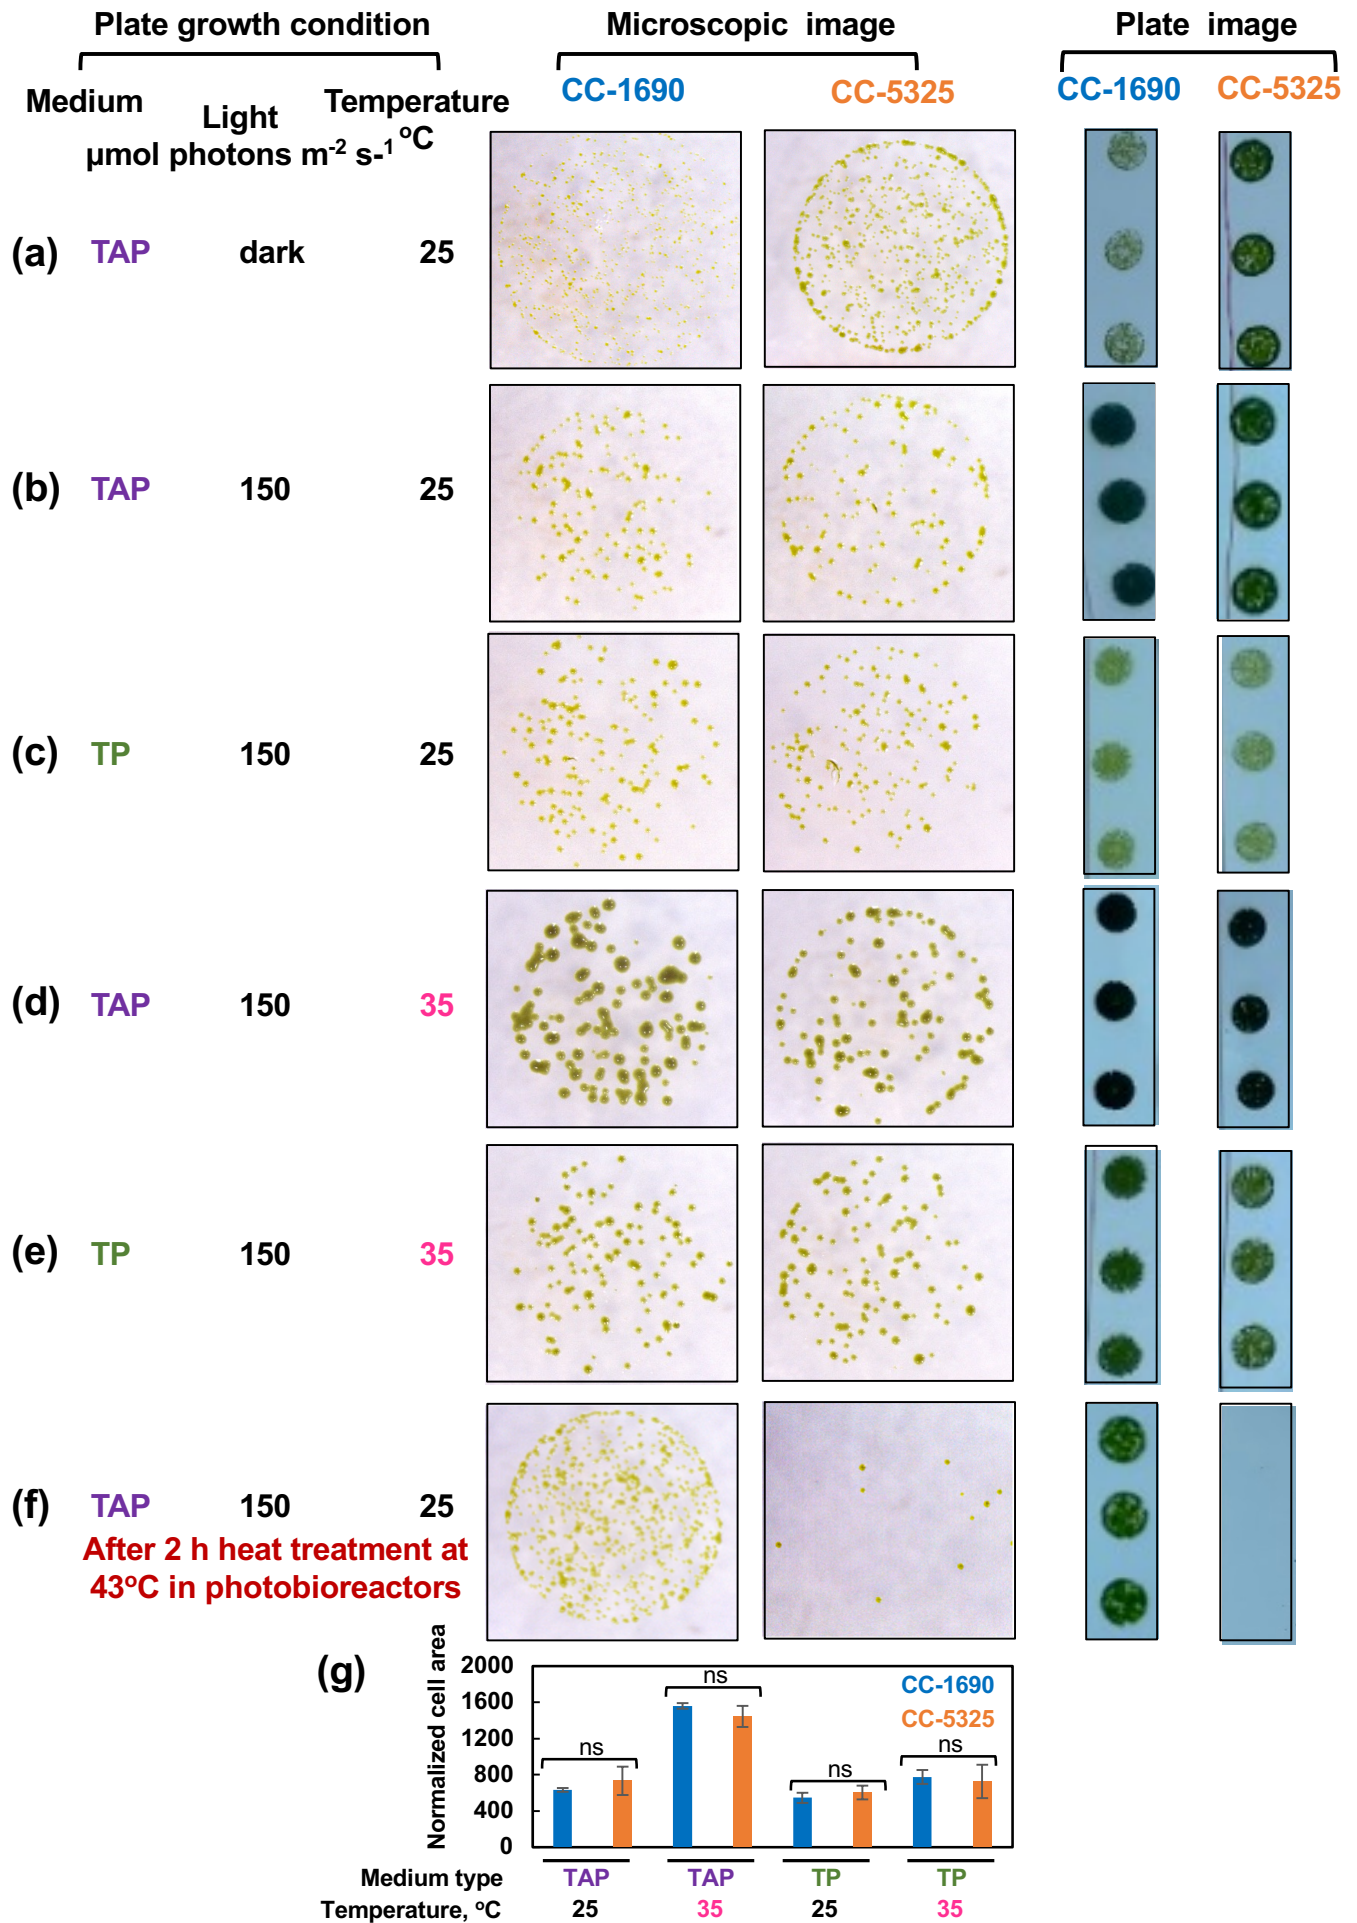 Plate growth condition
Microscopic image
Plate image
Medium
Light
µmol photons m-2 s-1
Temperature
oC
CC-1690
CC-5325
CC-1690
CC-5325
(a) TAP dark 25
(b) TAP 150 25
(c) TP 150 25
(d) TAP 150 35
(e) TP 150 35
(f) TAP 150 25
After 2 h heat treatment at
43oC in photobioreactors
(g)
Normalized cell area
2000
1600
1200
800
400
0
ns
ns
ns
ns
CC-1690
CC-5325
Medium type TAP TAP TP TP
Temperature, oC 25 35 25 35